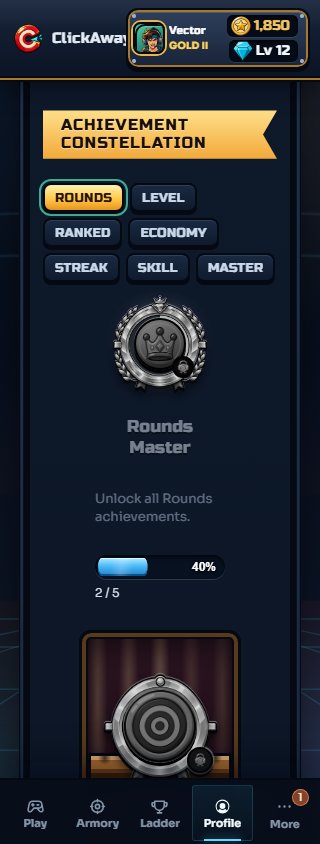 ClickAway
Vector
GOLD II
1,850
Lv 12
ACHIEVEMENT
CONSTELLATION
ROUNDS
LEVEL
RANKED
ECONOMY
STREAK
SKILL
MASTER
Rounds
Master
Unlock all Rounds
achievements.
40%
2 / 5
Play
Armory
Ladder
Profile
More
1